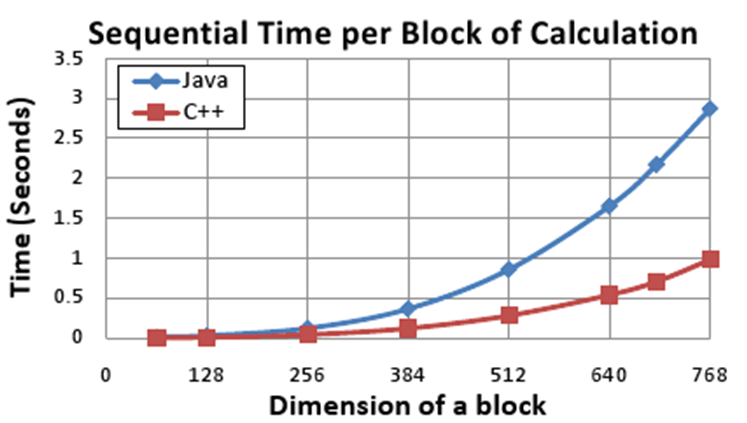 Sequential Time per Block of Calculation
3.5
3
2.5
2
1.5
1
0.5
0
Java
C++
Time (Seconds)
0 128 256 384 512 640 768
Dimension of a block